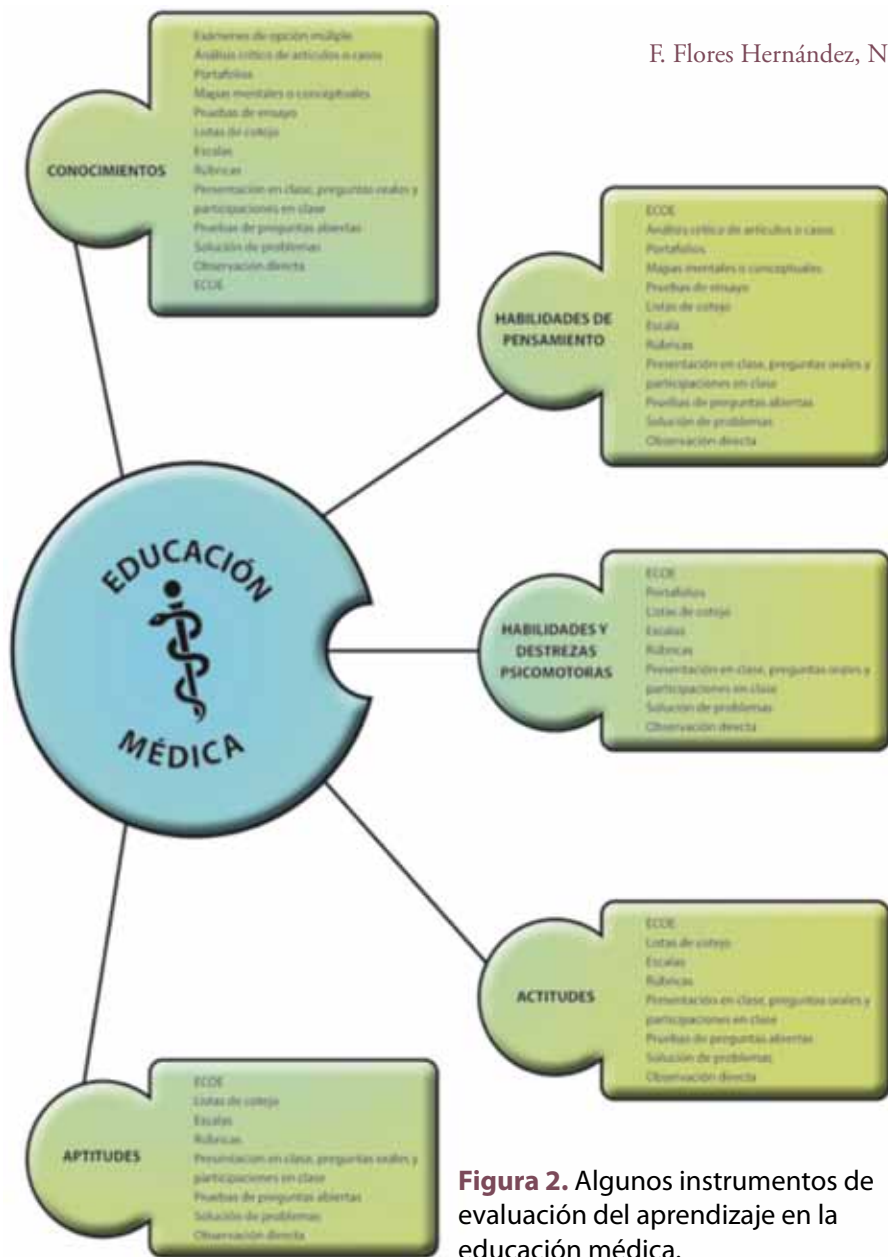 F. Flores Hernández, N
CONOCIMIENTOS
Exámenes de opción múltiple
Análisis crítico de artículos o casos
Portafolios
Mapas mentales o conceptuales
Pruebas de ensayo
Listas de cotejo
Escalas
Rúbricas
Presentación en clase, preguntas orales y
participaciones en clase
Pruebas de preguntas abiertas
Solución de problemas
Observación directa
ECOE
HABILIDADES DE
PENSAMIENTO
ECOE
Análisis crítico de artículos o casos
Portafolios
Mapas mentales o conceptuales
Pruebas de ensayo
Listas de cotejo
Escala
Rúbricas
Presentación en clase, preguntas orales y
participaciones en clase
Pruebas de preguntas abiertas
Solución de problemas
Observación directa
EDUCACIÓN
MÉDICA
HABILIDADES Y
DESTREZAS
PSICOMOTORAS
ECOE
Portafolios
Listas de cotejo
Escalas
Rúbricas
Presentación en clase, preguntas orales y
participaciones en clase
Solución de problemas
Observación directa
ACTITUDES
ECOE
Listas de cotejo
Escalas
Rúbricas
Presentación en clase, preguntas orales y
participaciones en clase
Pruebas de preguntas abiertas
Solución de problemas
Observación directa
APTITUDES
ECOE
Listas de cotejo
Escalas
Rúbricas
Presentación en clase, preguntas orales y
participaciones en clase
Pruebas de preguntas abiertas
Solución de problemas
Observación directa
Figura 2. Algunos instrumentos de
evaluación del aprendizaje en la
educación médica.